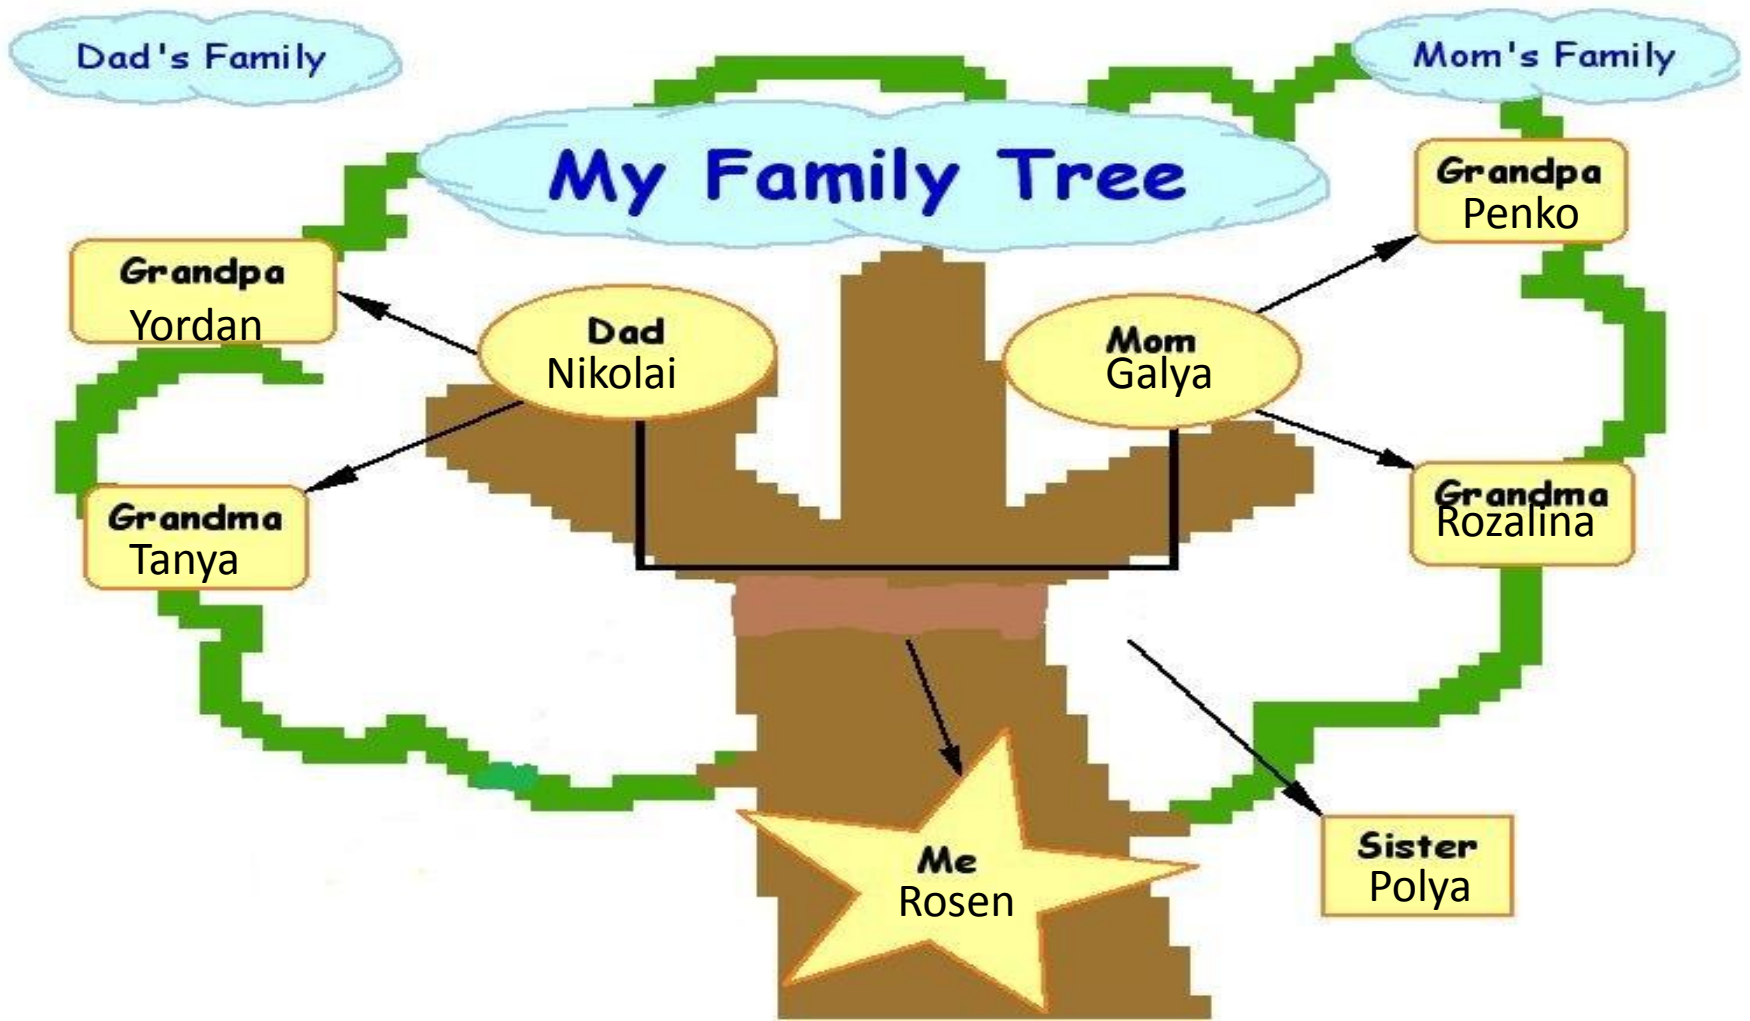 Dad's Family
Mom's Family
My Family Tree
Grandpa
Penko
Grandpa
Yordan
Dad
Nikolai
Mom
Galya
Grandma
Tanya
Grandma
Rozalina
Me
Rosen
Sister
Polya